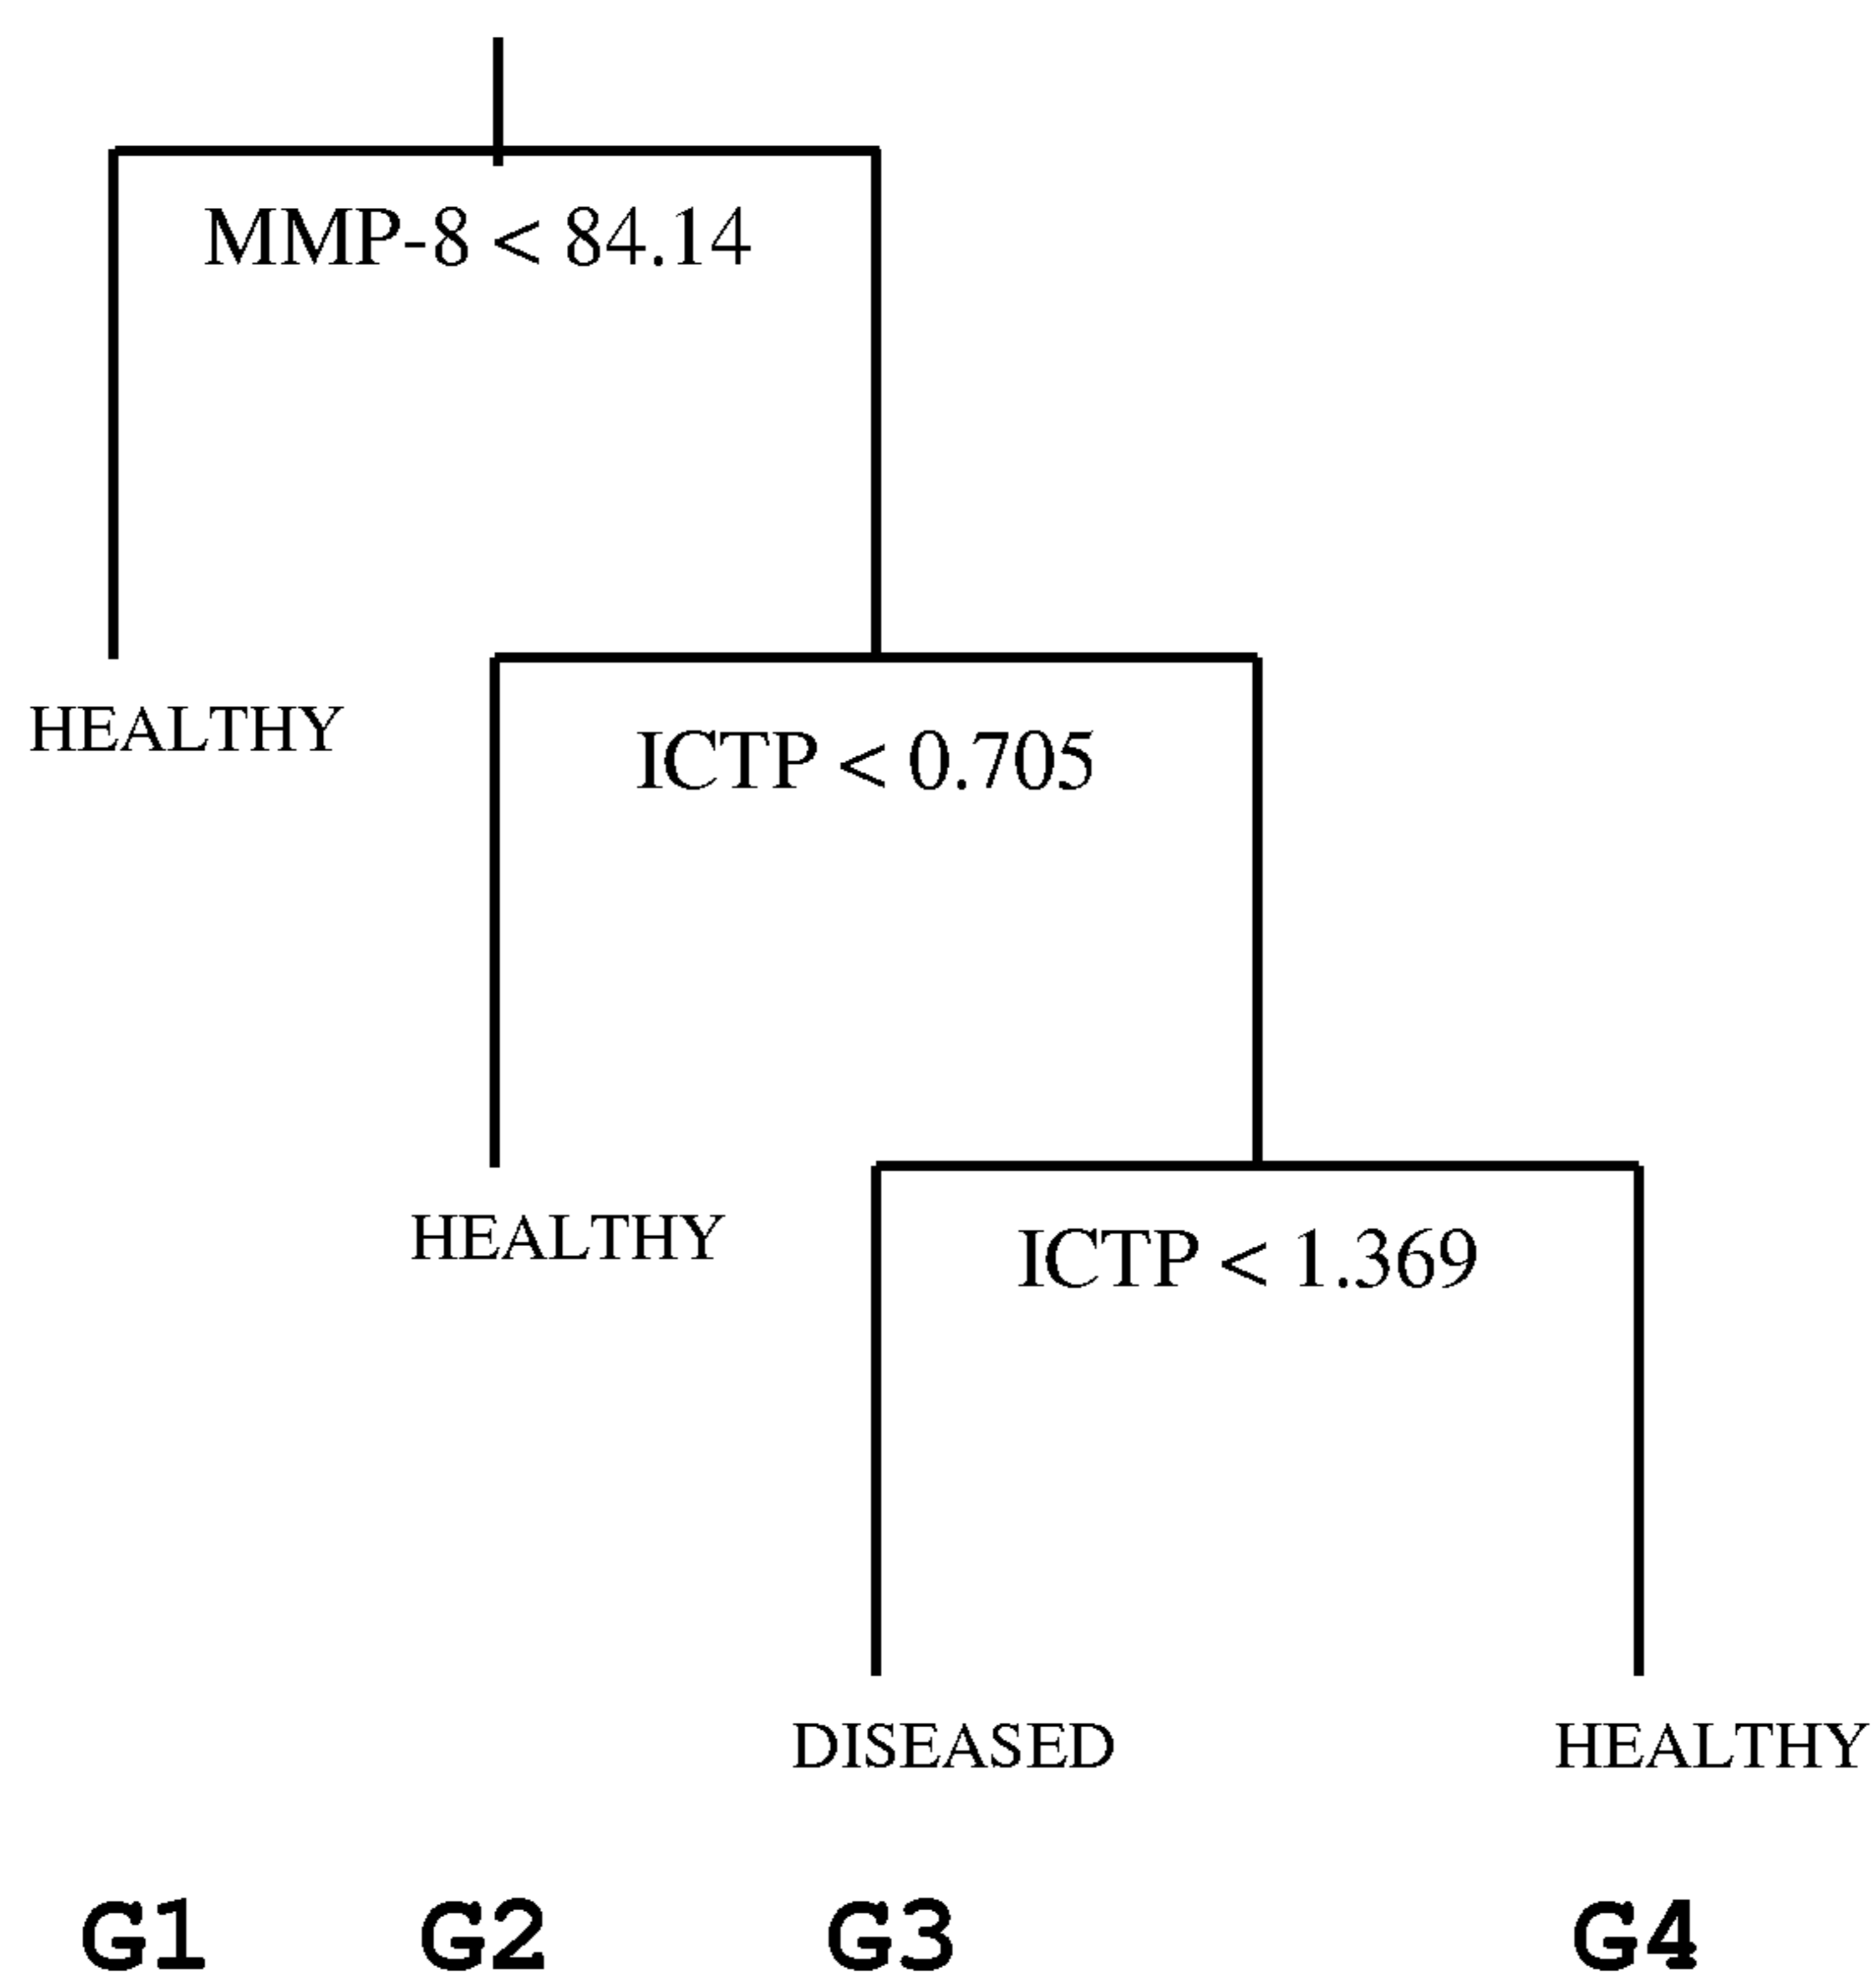 MMP-8 < 84.14
HEALTHY
ICTP < 0.705
HEALTHY
ICTP < 1.369
DISEASED
HEALTHY
G1 G2 G3 G4